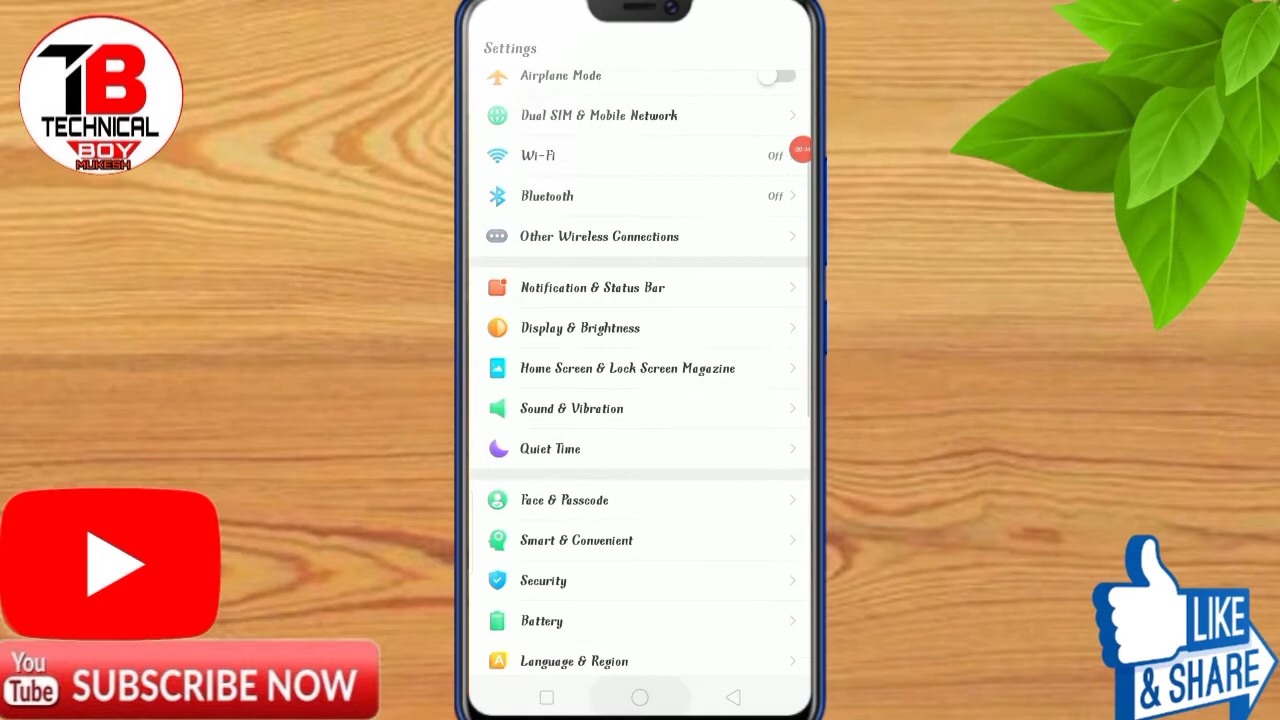 TB
TECHNICAL
BOY
MUKESH
Settings
Airplane Mode
Dual SIM & Mobile Network
Wi-Fi
Off
00:14
Bluetooth
Off
Other Wireless Connections
Notification & Status Bar
Display & Brightness
Home Screen & Lock Screen Magazine
Sound & Vibration
Quiet Time
Face & Passcode
Smart & Convenient
Security
Battery
Language & Region
A
You
Tube
SUBSCRIBE NOW
LIKE
& SHARE